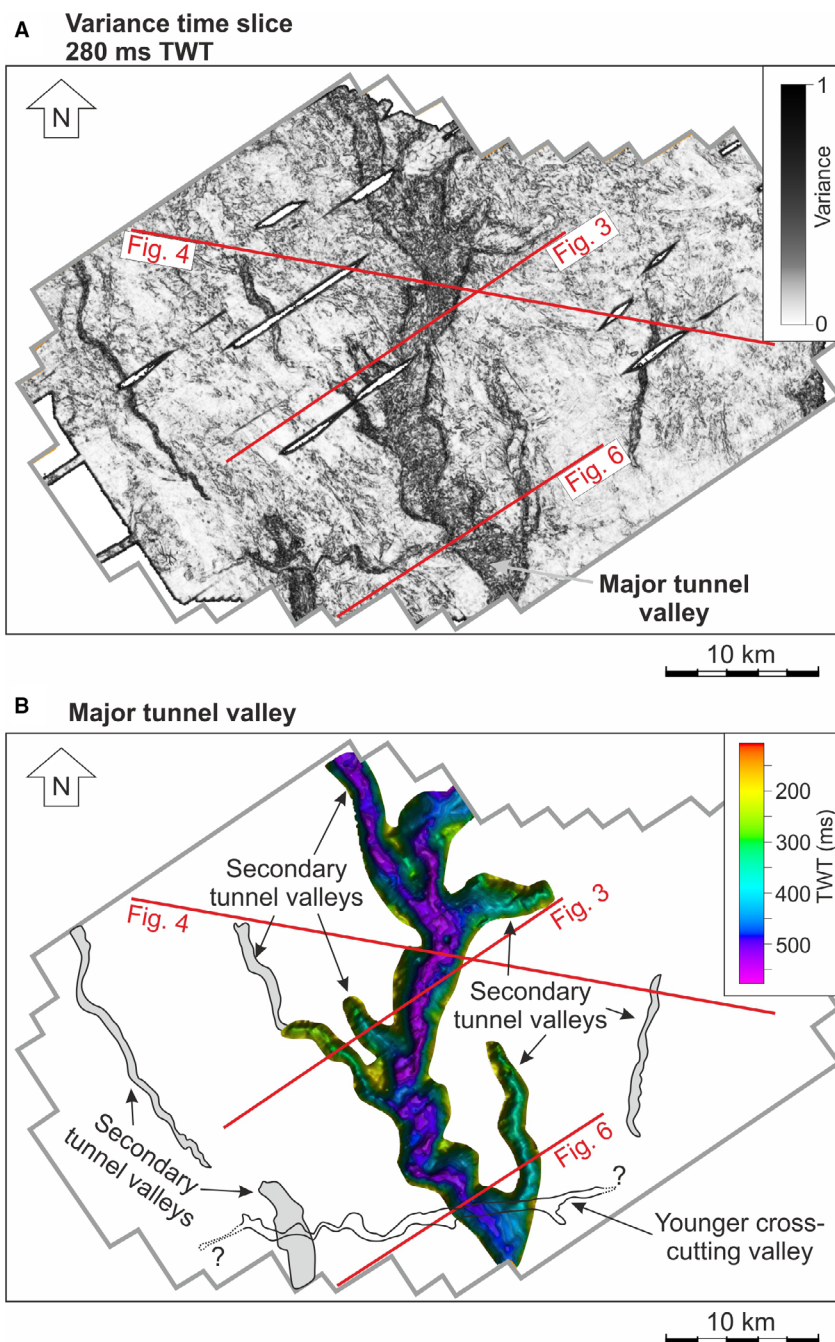 A
Variance time slice
280 ms TWT
N
1
Variance
0
Fig. 4
Fig. 3
Fig. 6
Major tunnel
valley
10 km
B
Major tunnel valley
N
200
300
400
500
TWT (ms)
Secondary
tunnel valleys
Fig. 4
Fig. 3
Secondary
tunnel valleys
Secondary
tunnel valleys
Fig. 6
?
?
Younger cross-
cutting valley
10 km